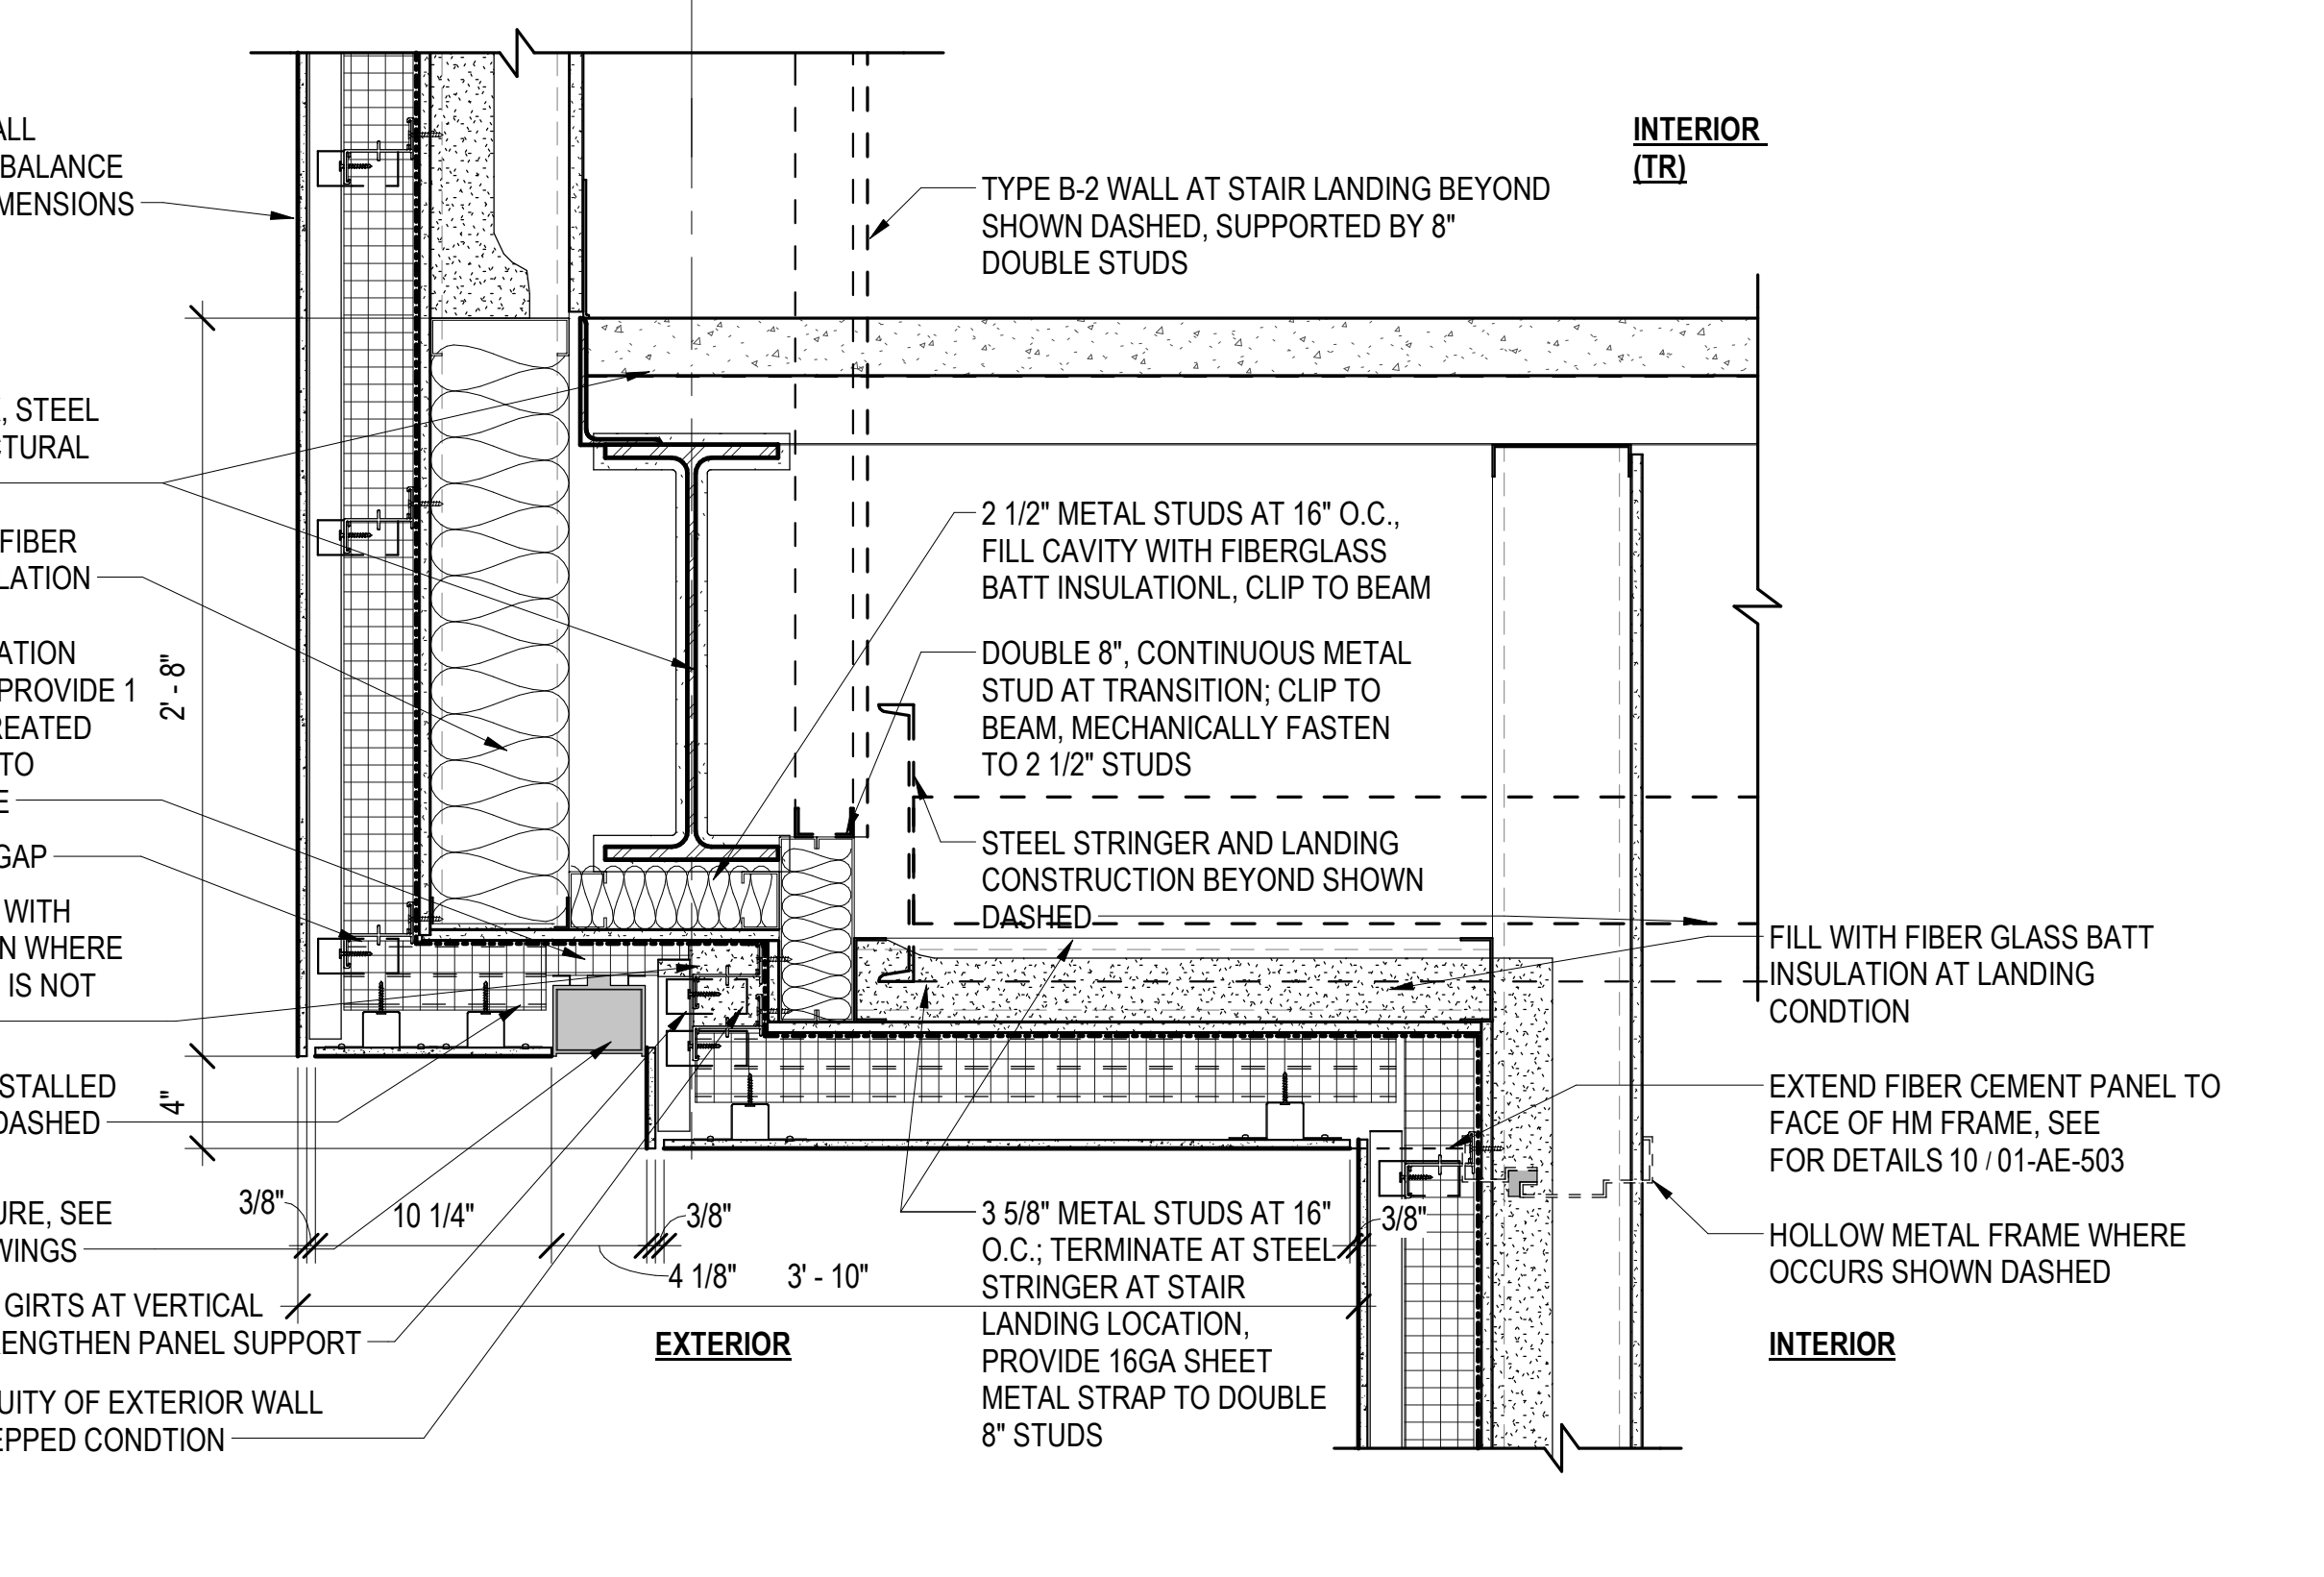 ALL
BALANCE
MENSIONS
, STEEL
CTURAL
FIBER
LATION
ATION
PROVIDE 1
REATED
TO
E
GAP
WITH
N WHERE
IS NOT
STALLED
DASHED
URE, SEE
WINGS
GIRTS AT VERTICAL
RENGTHEN PANEL SUPPORT
UITY OF EXTERIOR WALL
EPPED CONDTION
2' - 8"
4"
3/8"
10 1/4"
3/8"
4 1/8"
3' - 10"
3/8"
EXTERIOR
TYPE B-2 WALL AT STAIR LANDING BEYOND
SHOWN DASHED, SUPPORTED BY 8"
DOUBLE STUDS
2 1/2" METAL STUDS AT 16" O.C.,
FILL CAVITY WITH FIBERGLASS
BATT INSULATIONL, CLIP TO BEAM
DOUBLE 8", CONTINUOUS METAL
STUD AT TRANSITION; CLIP TO
BEAM, MECHANICALLY FASTEN
TO 2 1/2" STUDS
STEEL STRINGER AND LANDING
CONSTRUCTION BEYOND SHOWN
DASHED
3 5/8" METAL STUDS AT 16"
O.C.; TERMINATE AT STEEL
STRINGER AT STAIR
LANDING LOCATION,
PROVIDE 16GA SHEET
METAL STRAP TO DOUBLE
8" STUDS
INTERIOR
(TR)
FILL WITH FIBER GLASS BATT
INSULATION AT LANDING
CONDTION
EXTEND FIBER CEMENT PANEL TO
FACE OF HM FRAME, SEE
FOR DETAILS 10 / 01-AE-503
HOLLOW METAL FRAME WHERE
OCCURS SHOWN DASHED
INTERIOR